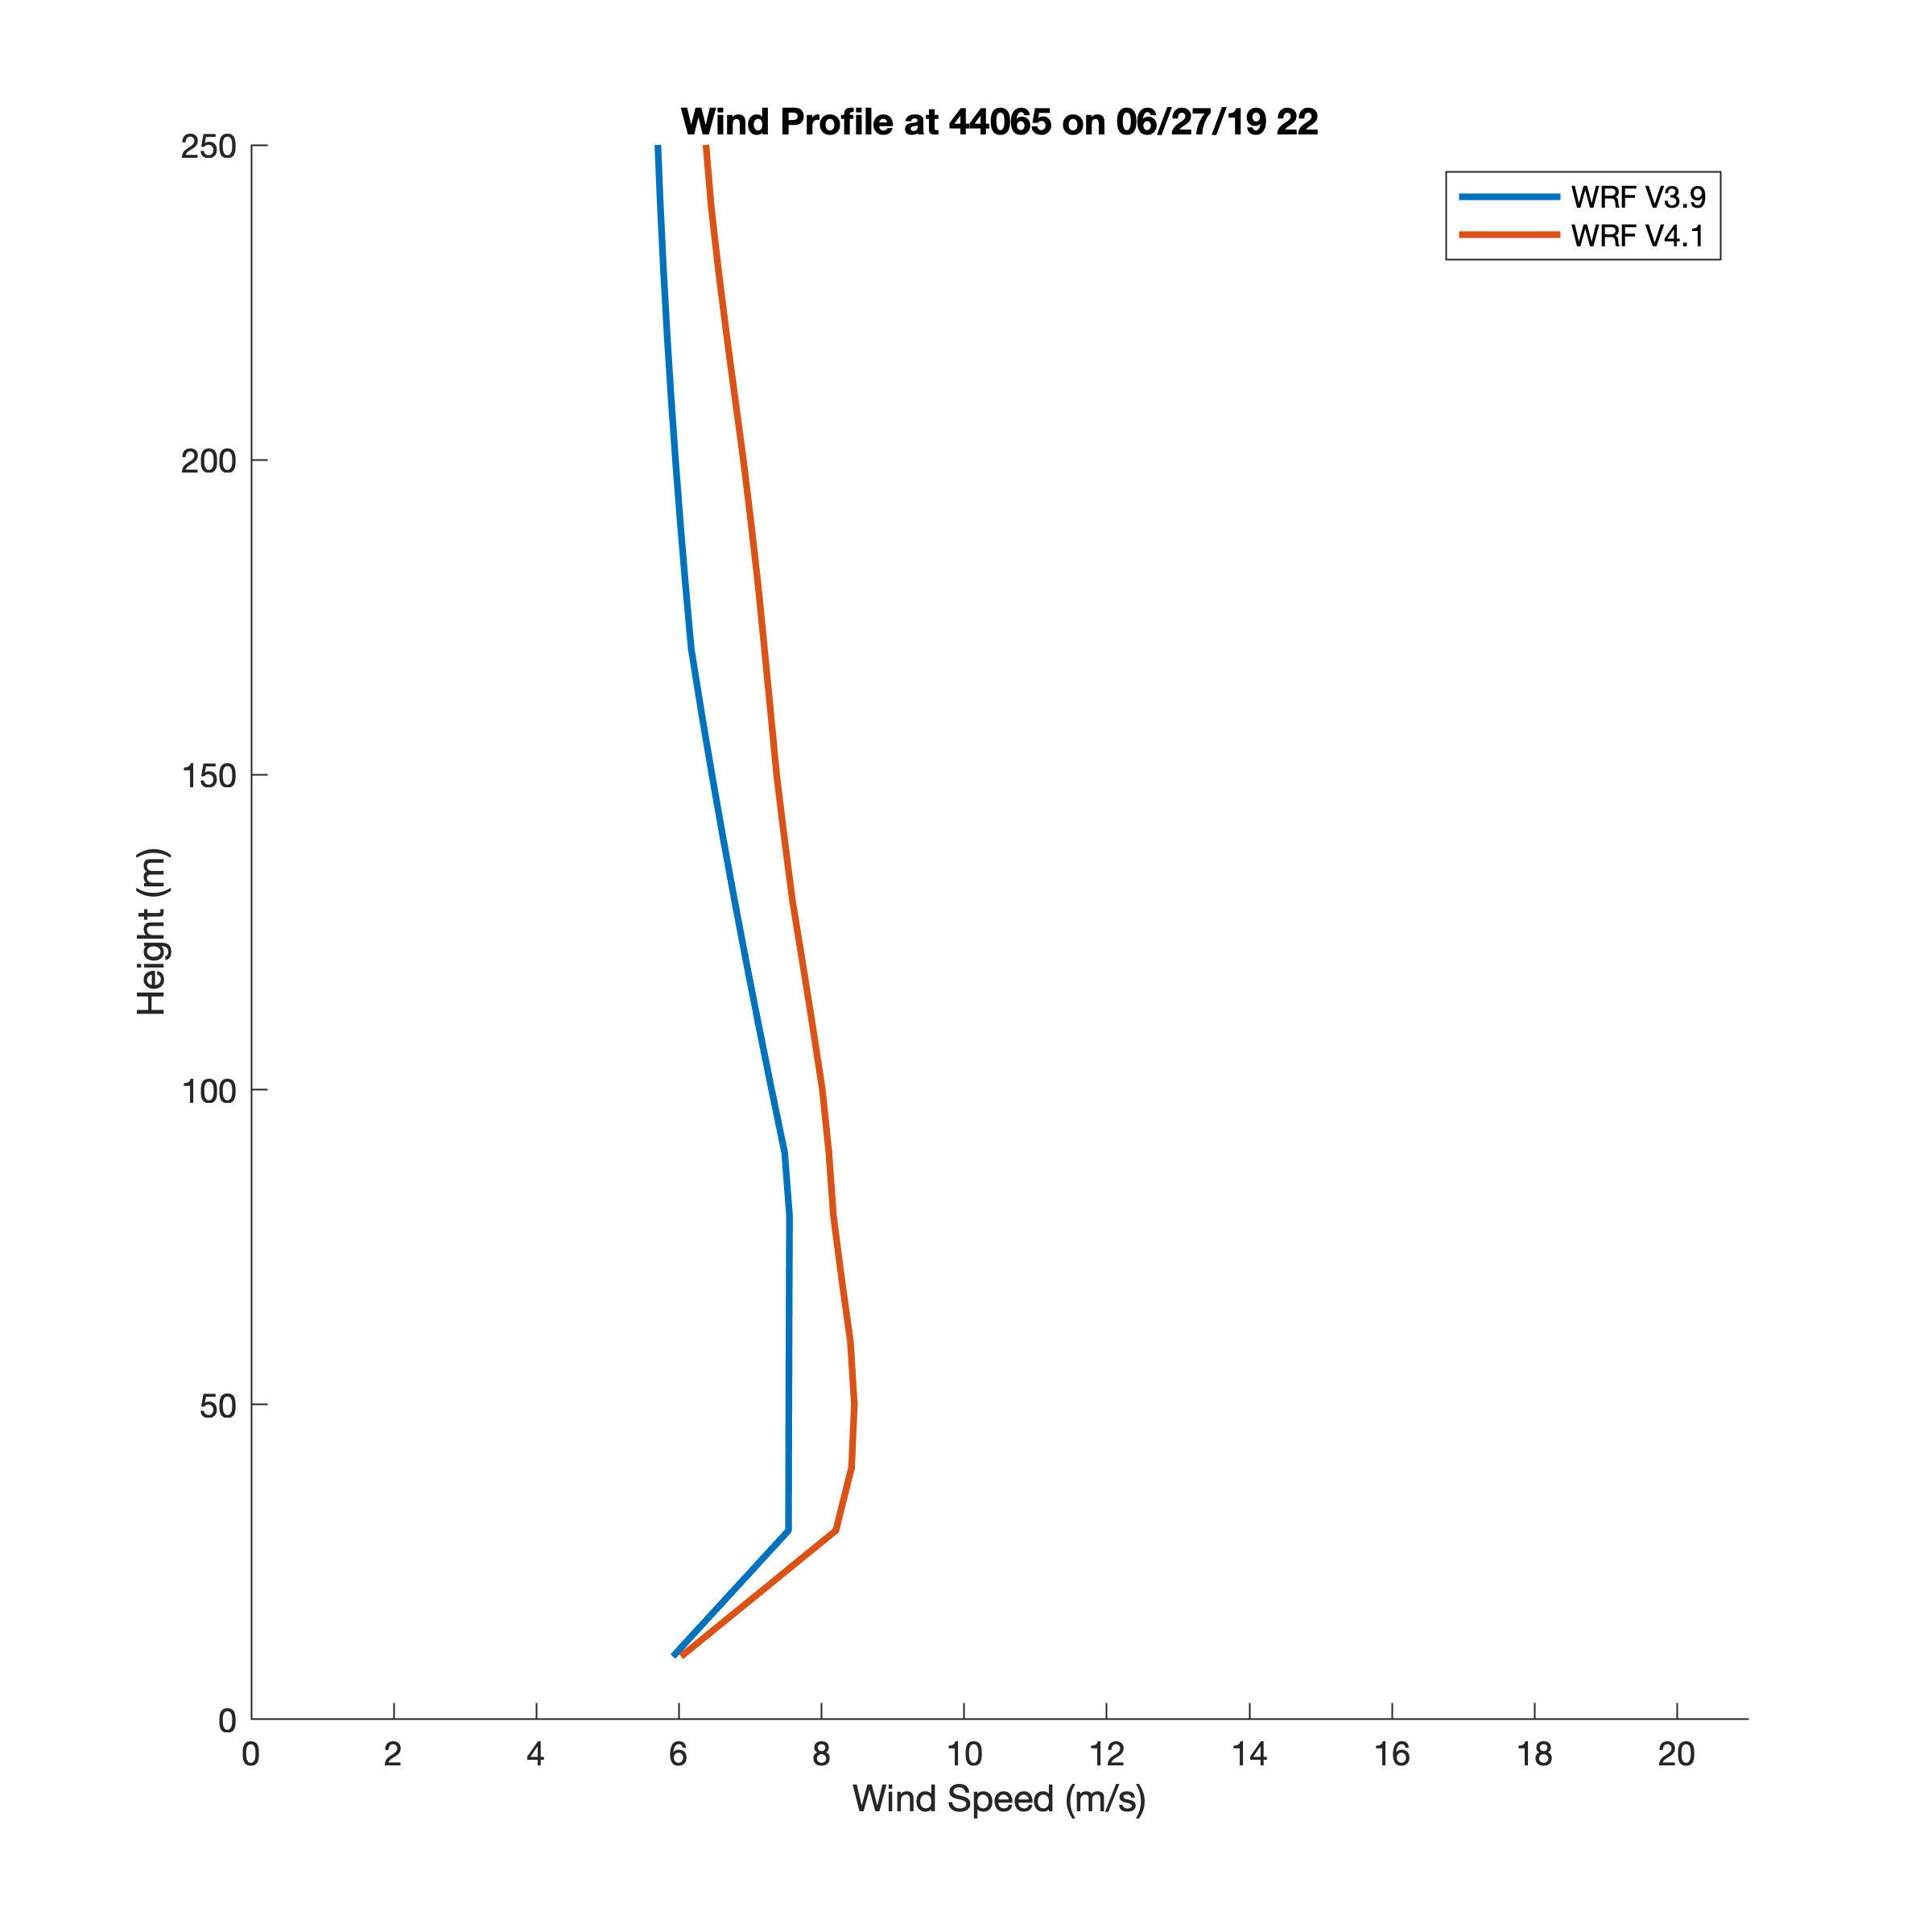 Wind Profile at 44065 on 06/27/19 22
WRF V3.9
WRF V4.1
250
200
150
100
50
0
Height (m)
0 2 4 6 8 10 12 14 16 18 20
Wind Speed (m/s)